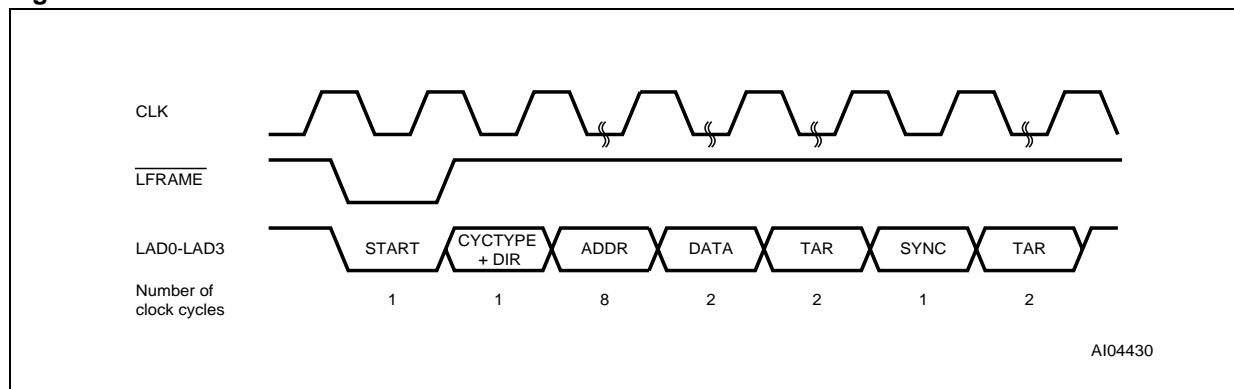 CLK
LFRAME
LAD0-LAD3 START CYCTYPE + DIR ADDR DATA TAR SYNC TAR
Number of clock cycles 1 1 8 2 2 1 2
AI04430